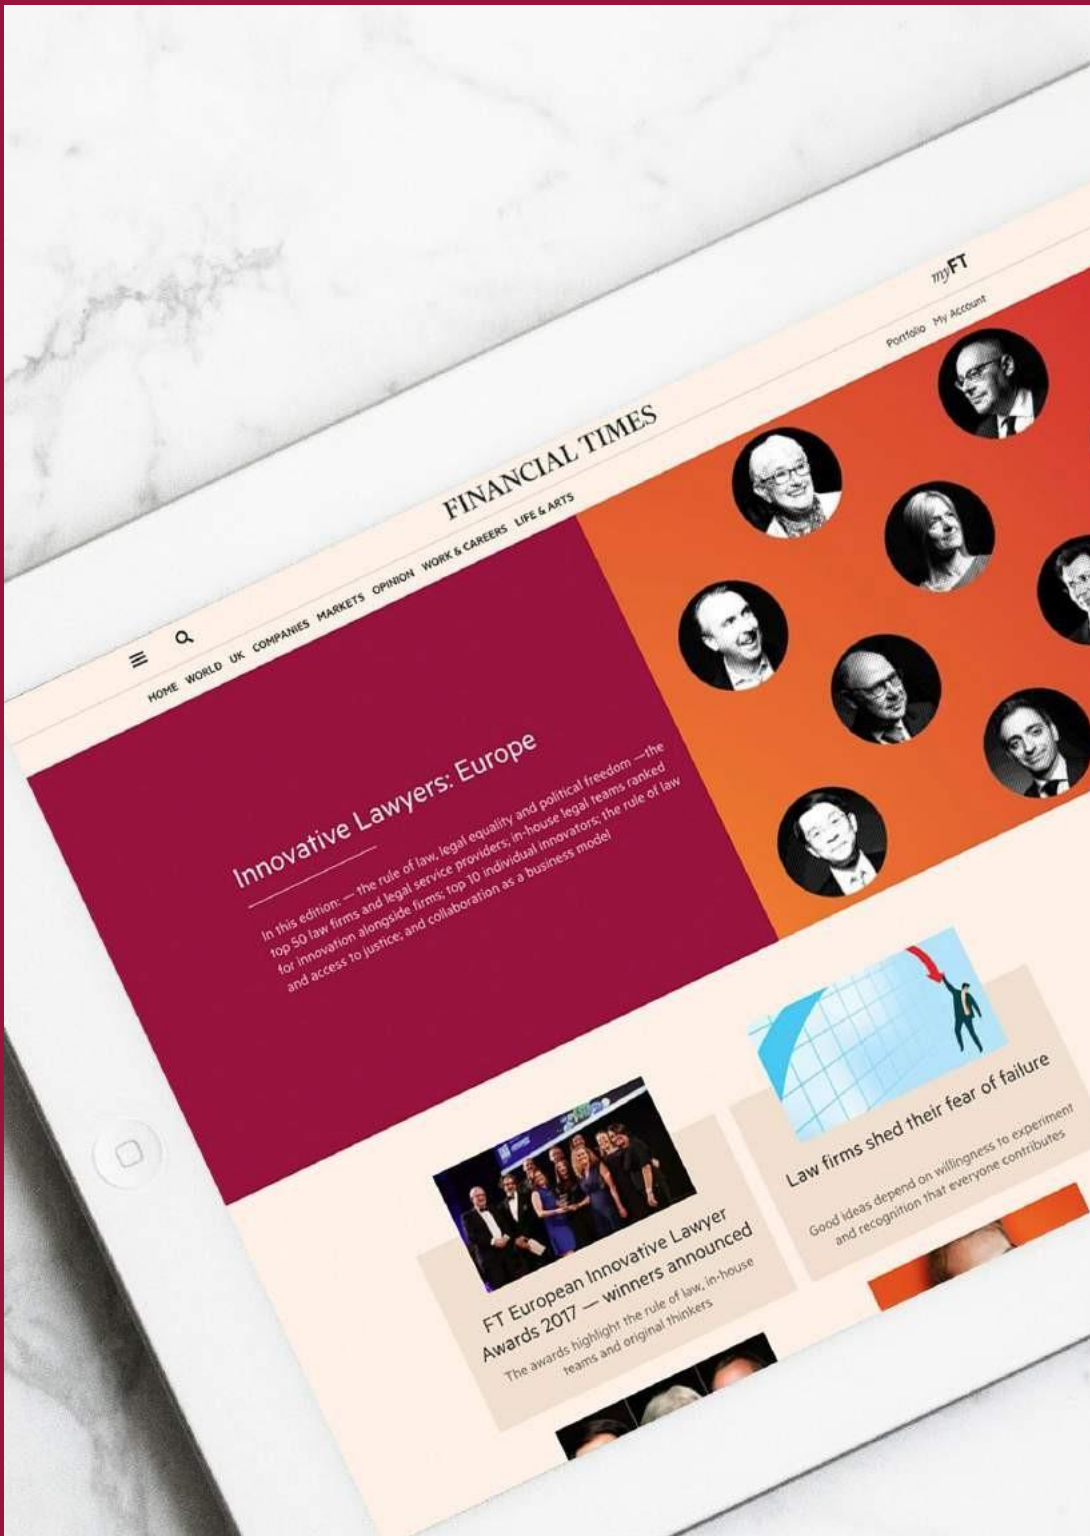 myFT
Portfolio My Account
FINANCIAL TIMES
HOME WORLD UK COMPANIES MARKETS OPINION WORK & CAREERS LIFE & ARTS
Innovative Lawyers: Europe
In this edition: — the rule of law, legal equality and political freedom —the
top 50 law firms and legal service providers; in-house legal teams ranked
for innovation alongside firms; top 10 individual innovators; the rule of law
and access to justice; and collaboration as a business model
Law firms shed their fear of failure
Good ideas depend on willingness to experiment
and recognition that everyone contributes
FT European Innovative Lawyer
Awards 2017 — winners announced
The awards highlight the rule of law, in-house
teams and original thinkers